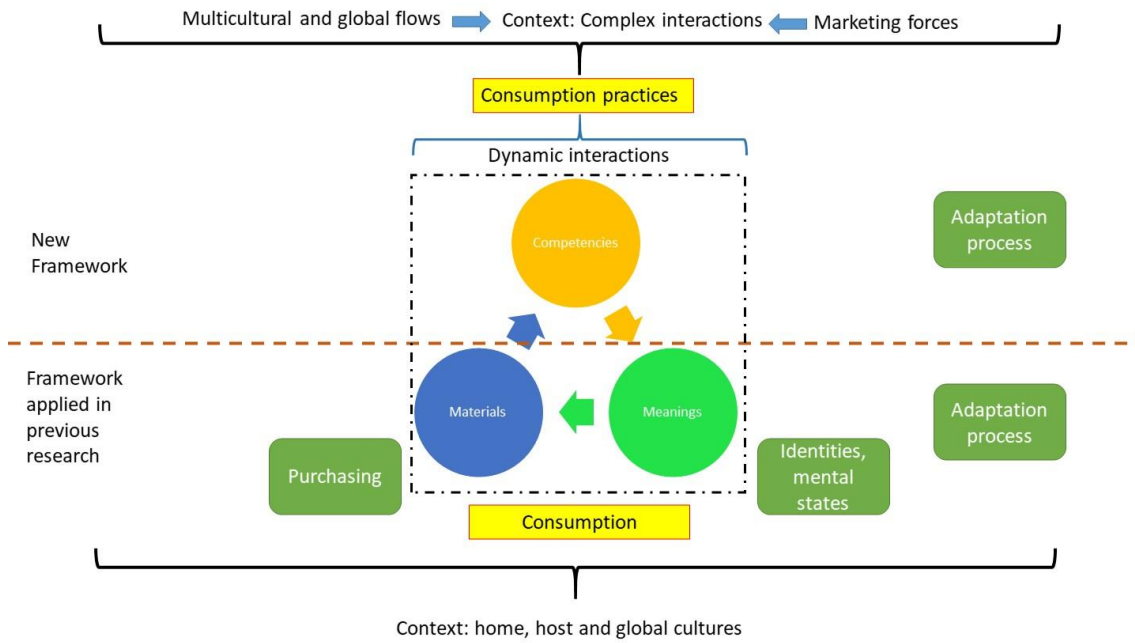 Multicultural and global flows
Context: Complex interactions
Marketing forces
Consumption practices
Dynamic interactions
Competencies
Adaptation
process
New
Framework
Framework
applied in
previous
research
Materials
Meanings
Adaptation
process
Purchasing
Identities,
mental
states
Consumption
Context: home, host and global cultures